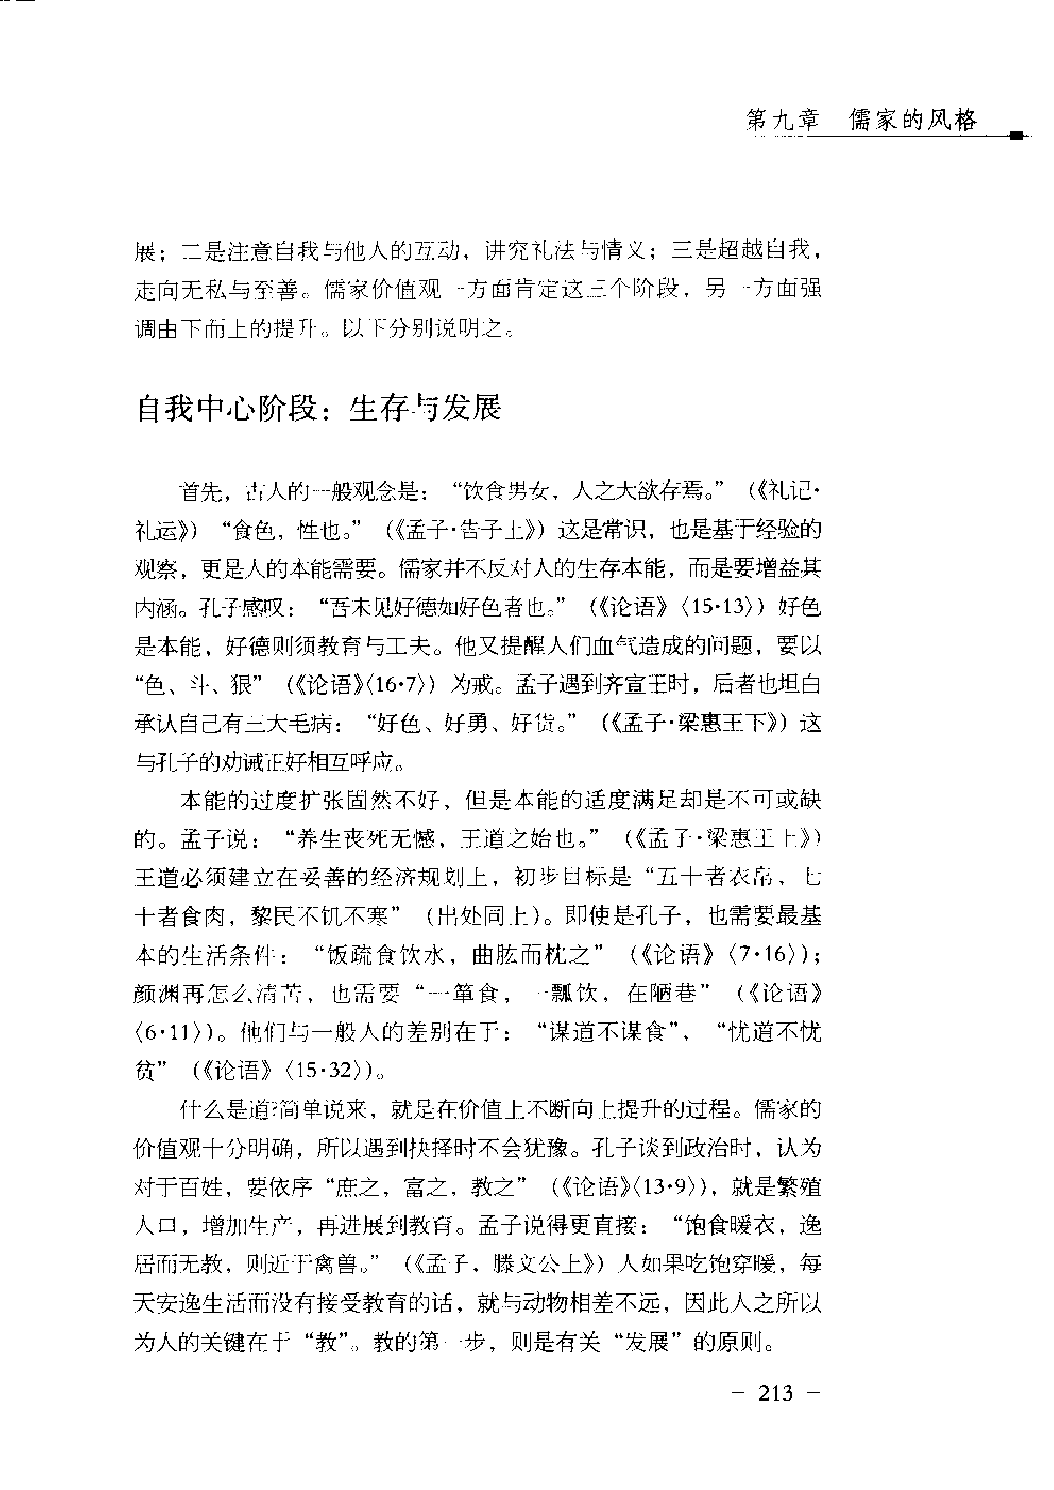 第九章 儒家的风格
展；二是注意自我与他人的互动，讲究礼法与情义；三是超越自我，
走向无私与至善。儒家价值观一方面肯定这三个阶段，另一方面强
调由下而上的提升。以下分别说明之。
自我中心阶段：生存与发展
首先，古人的一般观念是：“饮食男女，人之大欲存焉。”（《礼记·
礼运》）“食色，性也。”（《孟子·告子上》）这是常识，也是基于经验的
观察，更是人的本能需要。儒家并不反对人的生存本能，而是要增益其
内涵。孔子感叹：“吾未见好德如好色者也。”（《论语》〈15·13〉）好色
是本能，好德则须教育与工夫。他又提醒人们血气造成的问题，要以
“色、斗、狠”（《论语》〈16·7〉）为戒。孟子遇到齐宣王时，后者也坦白
承认自己有三大毛病：“好色、好勇、好货。”（《孟子·梁惠王下》）这
与孔子的劝诫正好相互呼应。
本能的过度扩张固然不好，但是本能的适度满足却是不可或缺
的。孟子说：“养生丧死无憾，王道之始也。”（《孟子·梁惠王上》）
王道必须建立在妥善的经济规划上，初步目标是“五十者衣帛，七
十者食肉，黎民不饥不寒”（出处同上）。即使是孔子，也需要最基
本的生活条件：“饭疏食饮水，曲肱而枕之”（《论语》〈7·16〉）；
颜渊再怎么清苦，也需要“一箪食，一瓢饮，在陋巷”（《论语》
〈6·11〉）。他们与一般人的差别在于：“谋道不谋食”，“忧道不忧
贫”（《论语》〈15·32〉）。
什么是道?简单说来，就是在价值上不断向上提升的过程。儒家的
价值观十分明确，所以遇到抉择时不会犹豫。孔子谈到政治时，认为
对于百姓，要依序“庶之，富之，教之”（《论语》〈13·9〉），就是繁殖
人口，增加生产，再进展到教育。孟子说得更直接：“饱食暖衣，逸
居而无教，则近于禽兽。”（《孟子，滕文公上》）人如果吃饱穿暖，每
天安逸生活而没有接受教育的话，就与动物相差不远，因此人之所以
为人的关键在于“教”。教的第一步，则是有关“发展”的原则。
— 213 —